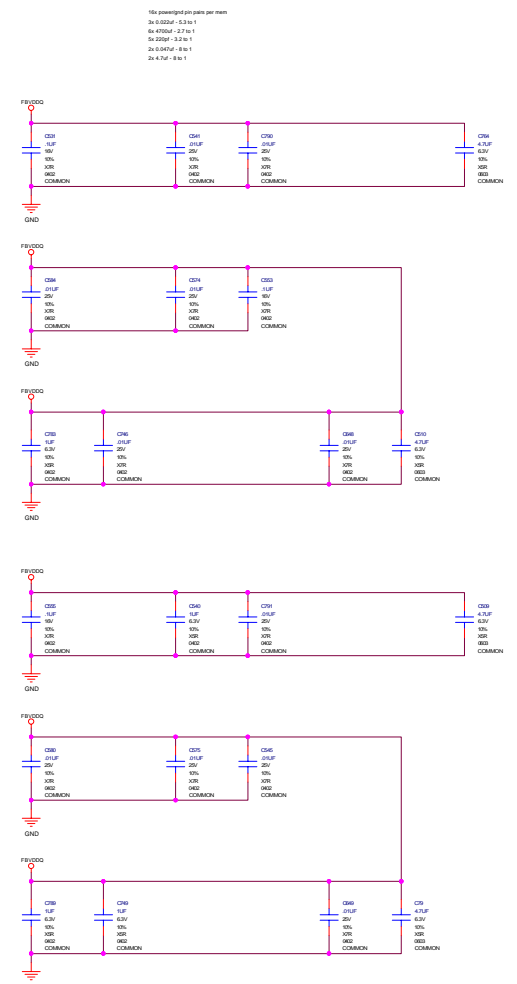 16x power/gnd pin pairs per mem
3x 0.022uf - 5.3 to 1
6x 4700uf - 2.7 to 1
5x 220pf - 3.2 to 1
2x 0.047uf - 8 to 1
2x 4.7uf - 8 to 1
FBVDDQ
C531
.1UF
16V
10%
X7R
0402
COMMON
C541
.01UF
25V
10%
X7R
0402
COMMON
C790
.01UF
25V
10%
X7R
0402
COMMON
C764
4.7UF
6.3V
10%
X5R
0603
COMMON
GND
FBVDDQ
C584
.01UF
25V
10%
X7R
0402
COMMON
C574
.01UF
25V
10%
X7R
0402
COMMON
C553
.1UF
16V
10%
X7R
0402
COMMON
GND
FBVDDQ
C783
1UF
6.3V
10%
X5R
0402
COMMON
C746
.01UF
25V
10%
X7R
0402
COMMON
C648
.01UF
25V
10%
X7R
0402
COMMON
C510
4.7UF
6.3V
10%
X5R
0603
COMMON
GND
FBVDDQ
C555
.1UF
16V
10%
X7R
0402
COMMON
C540
1UF
6.3V
10%
X5R
0402
COMMON
C791
.01UF
25V
10%
X7R
0402
COMMON
C509
4.7UF
6.3V
10%
X5R
0603
COMMON
GND
FBVDDQ
C580
.01UF
25V
10%
X7R
0402
COMMON
C575
.01UF
25V
10%
X7R
0402
COMMON
C545
.01UF
25V
10%
X7R
0402
COMMON
GND
FBVDDQ
C789
1UF
6.3V
10%
X5R
0402
COMMON
C749
1UF
6.3V
10%
X5R
0402
COMMON
C649
.01UF
25V
10%
X7R
0402
COMMON
C79
4.7UF
6.3V
10%
X5R
0603
COMMON